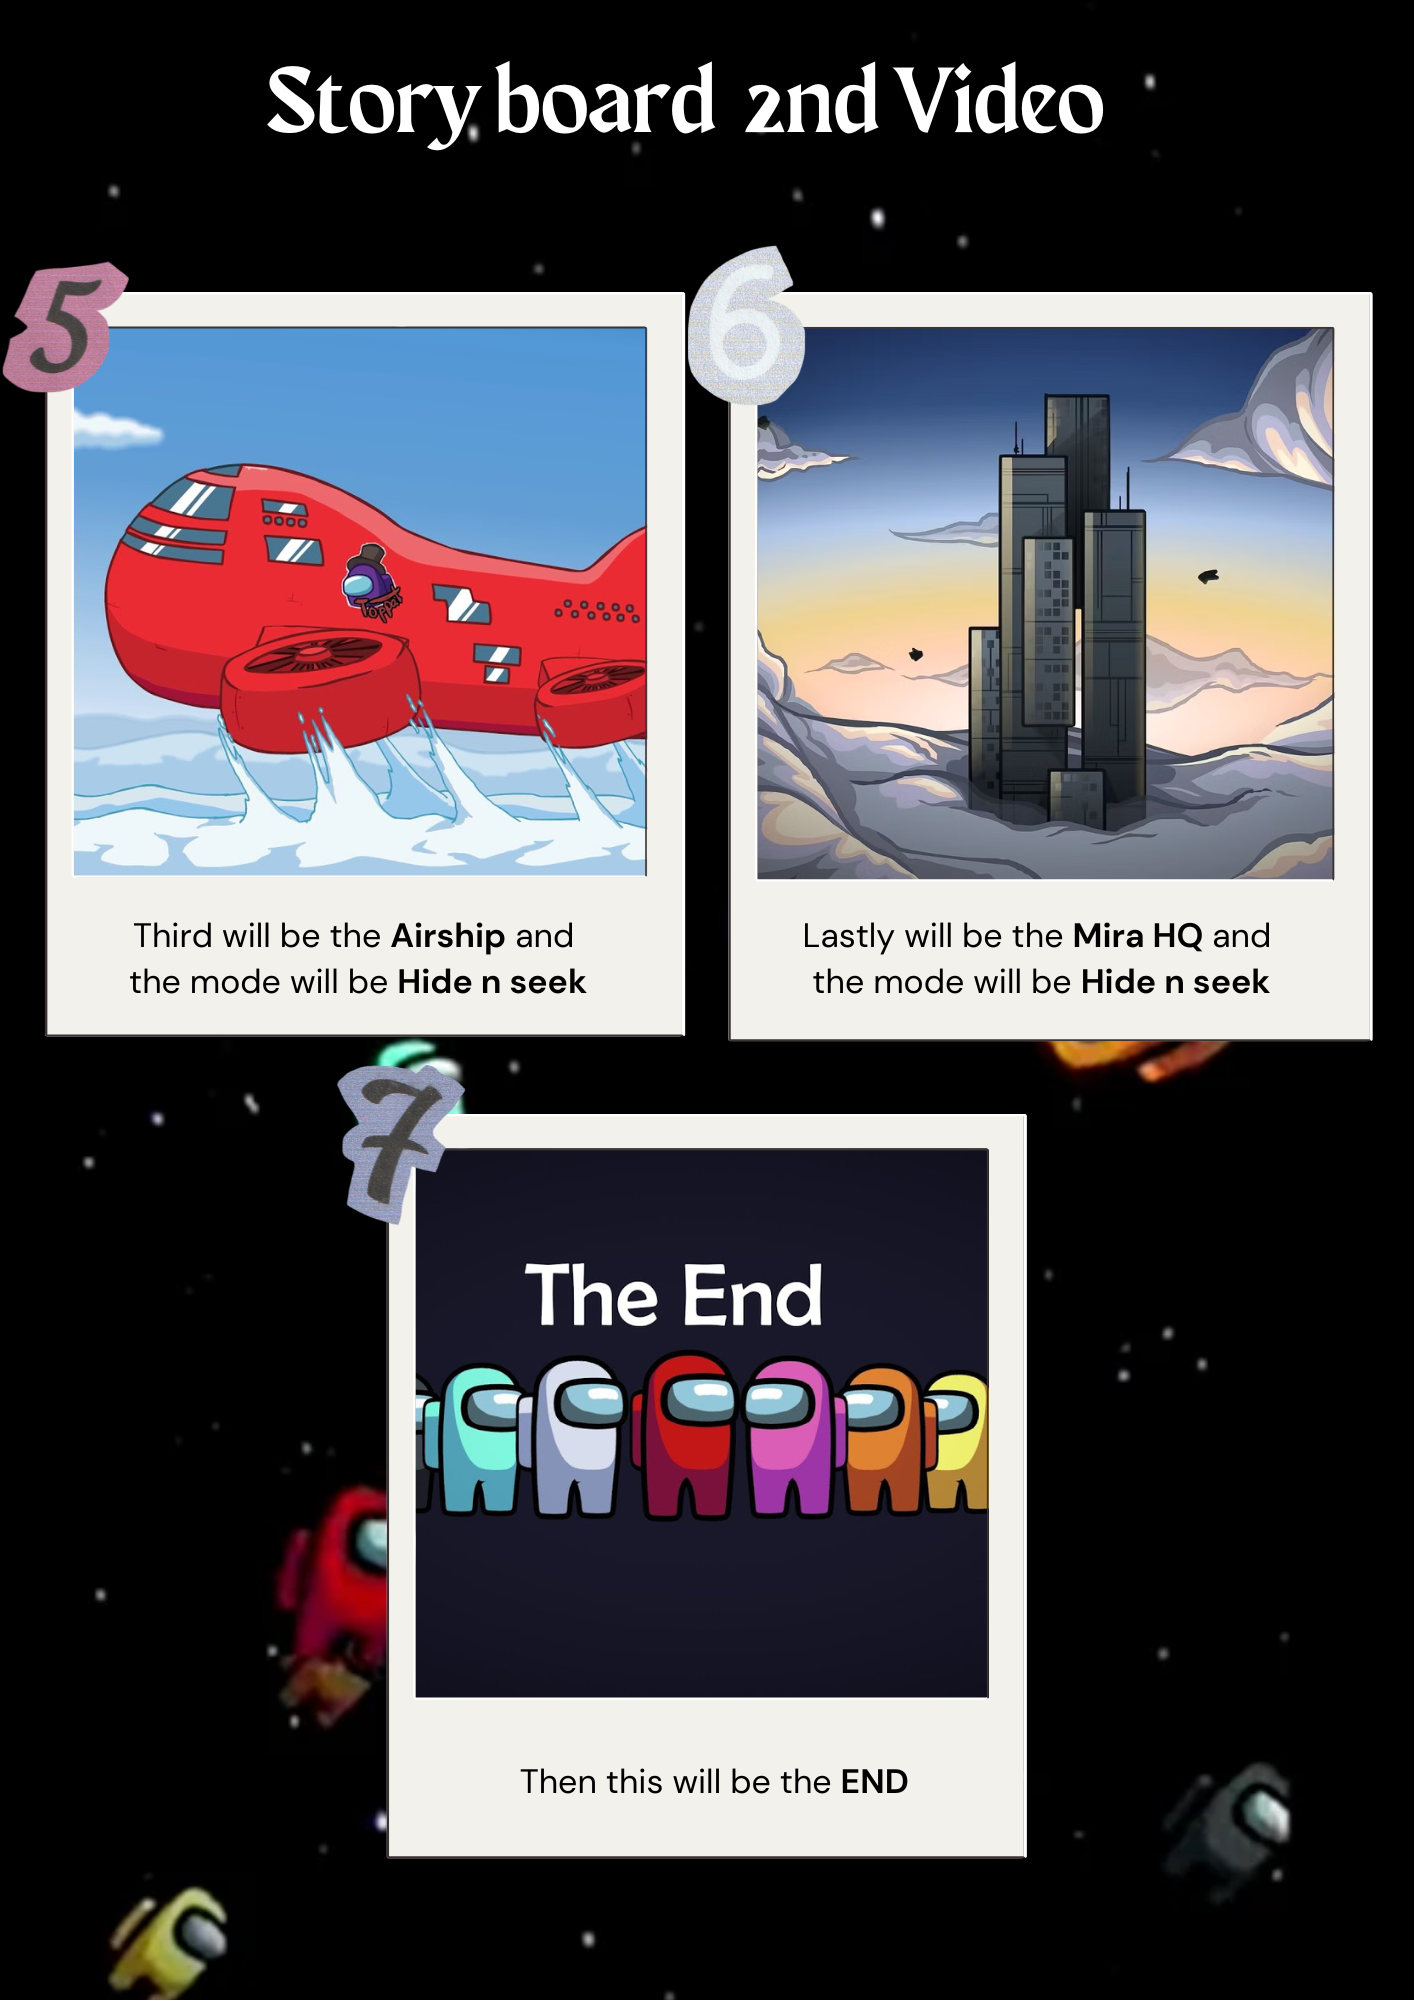 Story board 2nd Video
5
6
Toppat
Third will be the Airship and
the mode will be Hide n seek
Lastly will be the Mira HQ and
the mode will be Hide n seek
7
The End
Then this will be the END